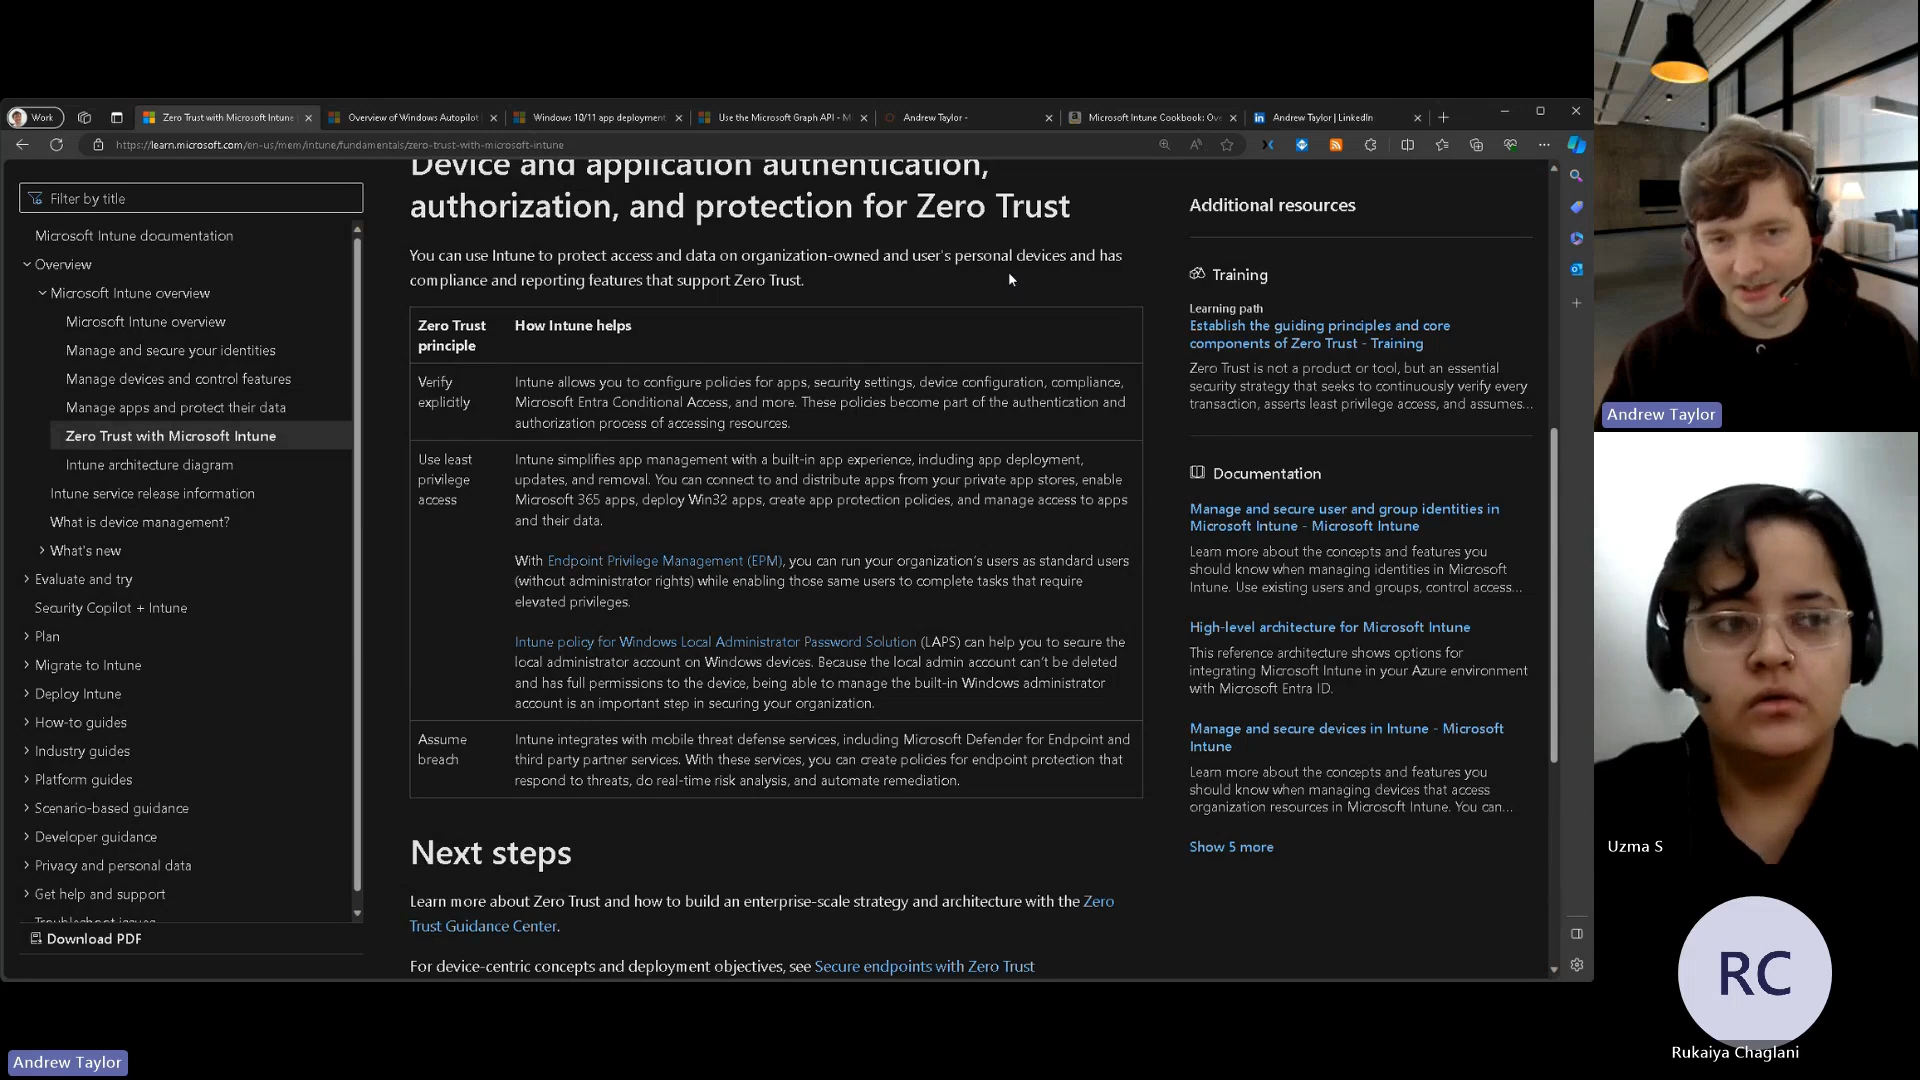 Work
Zero Trust with Microsoft Intune
Overview of Windows Autopilot
Windows 10/11 app deployment
Use the Microsoft Graph API - M
Andrew Taylor -
Microsoft Intune Cookbook: Ove
Andrew Taylor | LinkedIn
https://learn.microsoft.com/en-us/mem/intune/fundamentals/zero-trust-with-microsoft-intune
Filter by title
Microsoft Intune documentation
Overview
Microsoft Intune overview
Microsoft Intune overview
Manage and secure your identities
Manage devices and control features
Manage apps and protect their data
Zero Trust with Microsoft Intune
Intune architecture diagram
Intune service release information
What is device management?
What's new
Evaluate and try
Security Copilot + Intune
Plan
Migrate to Intune
Deploy Intune
How-to guides
Industry guides
Platform guides
Scenario-based guidance
Developer guidance
Privacy and personal data
Get help and support
Troubleshoot issues
Download PDF
Device and application authentication,
authorization, and protection for Zero Trust
You can use Intune to protect access and data on organization-owned and user's personal devices and has
compliance and reporting features that support Zero Trust.
Zero Trust
principle
How Intune helps
Verify
explicitly
Intune allows you to configure policies for apps, security settings, device configuration, compliance,
Microsoft Entra Conditional Access, and more. These policies become part of the authentication and
authorization process of accessing resources.
Use least
privilege
access
Intune simplifies app management with a built-in app experience, including app deployment,
updates, and removal. You can connect to and distribute apps from your private app stores, enable
Microsoft 365 apps, deploy Win32 apps, create app protection policies, and manage access to apps
and their data.
With Endpoint Privilege Management (EPM), you can run your organization's users as standard users
(without administrator rights) while enabling those same users to complete tasks that require
elevated privileges.
Intune policy for Windows Local Administrator Password Solution (LAPS) can help you to secure the
local administrator account on Windows devices. Because the local admin account can't be deleted
and has full permissions to the device, being able to manage the built-in Windows administrator
account is an important step in securing your organization.
Assume
breach
Intune integrates with mobile threat defense services, including Microsoft Defender for Endpoint and
third party partner services. With these services, you can create policies for endpoint protection that
respond to threats, do real-time risk analysis, and automate remediation.
Next steps
Learn more about Zero Trust and how to build an enterprise-scale strategy and architecture with the Zero
Trust Guidance Center.
For device-centric concepts and deployment objectives, see Secure endpoints with Zero Trust
Additional resources
Training
Learning path
Establish the guiding principles and core
components of Zero Trust - Training
Zero Trust is not a product or tool, but an essential
security strategy that seeks to continuously verify every
transaction, asserts least privilege access, and assumes...
Documentation
Manage and secure user and group identities in
Microsoft Intune - Microsoft Intune
Learn more about the concepts and features you
should know when managing identities in Microsoft
Intune. Use existing users and groups, control access...
High-level architecture for Microsoft Intune
This reference architecture shows options for
integrating Microsoft Intune in your Azure environment
with Microsoft Entra ID.
Manage and secure devices in Intune - Microsoft
Intune
Learn more about the concepts and features you
should know when managing devices that access
organization resources in Microsoft Intune. You can...
Show 5 more
Andrew Taylor
Uzma S
RC
Rukaiya Chaglani
Andrew Taylor